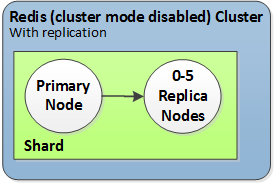 Redis (cluster mode disabled) Cluster
With replication
Primary
Node
0-5
Replica
Nodes
Shard